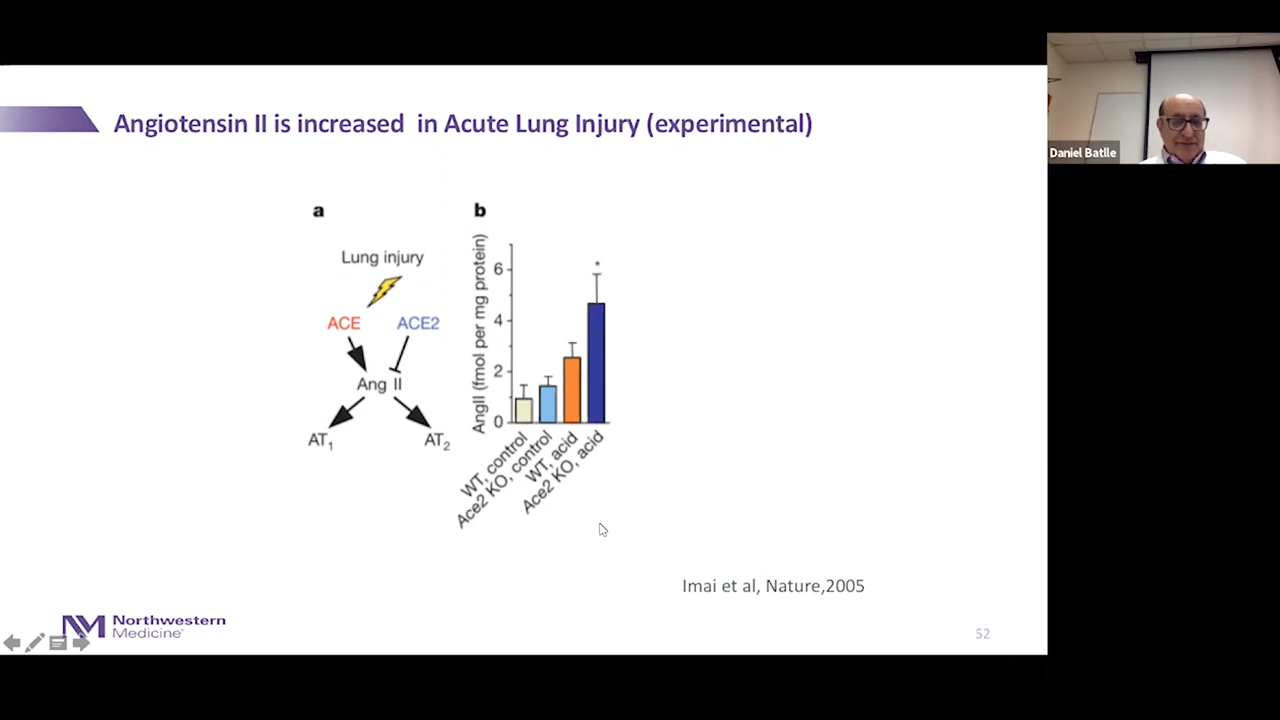 Angiotensin II is increased in Acute Lung Injury (experimental)
Daniel Batlle
a
Lung injury
ACE
ACE2
Ang II
AT1
AT2
b
AngII (fmol per mg protein)
6
4
2
0
*
WT, control
Ace2 KO, control
WT, acid
Ace2 KO, acid
Imai et al, Nature,2005
NM
Northwestern
Medicine
52